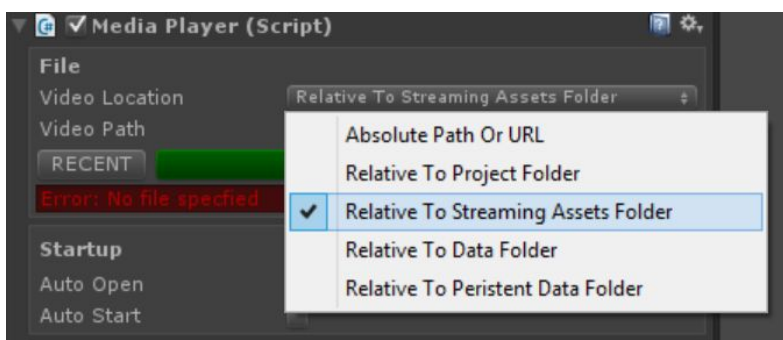 Media Player (Script)
File
Video Location
Relative To Streaming Assets Folder
Video Path
RECENT
Error: No file specfied
Absolute Path Or URL
Relative To Project Folder
Relative To Streaming Assets Folder
Relative To Data Folder
Relative To Peristent Data Folder
Startup
Auto Open
Auto Start